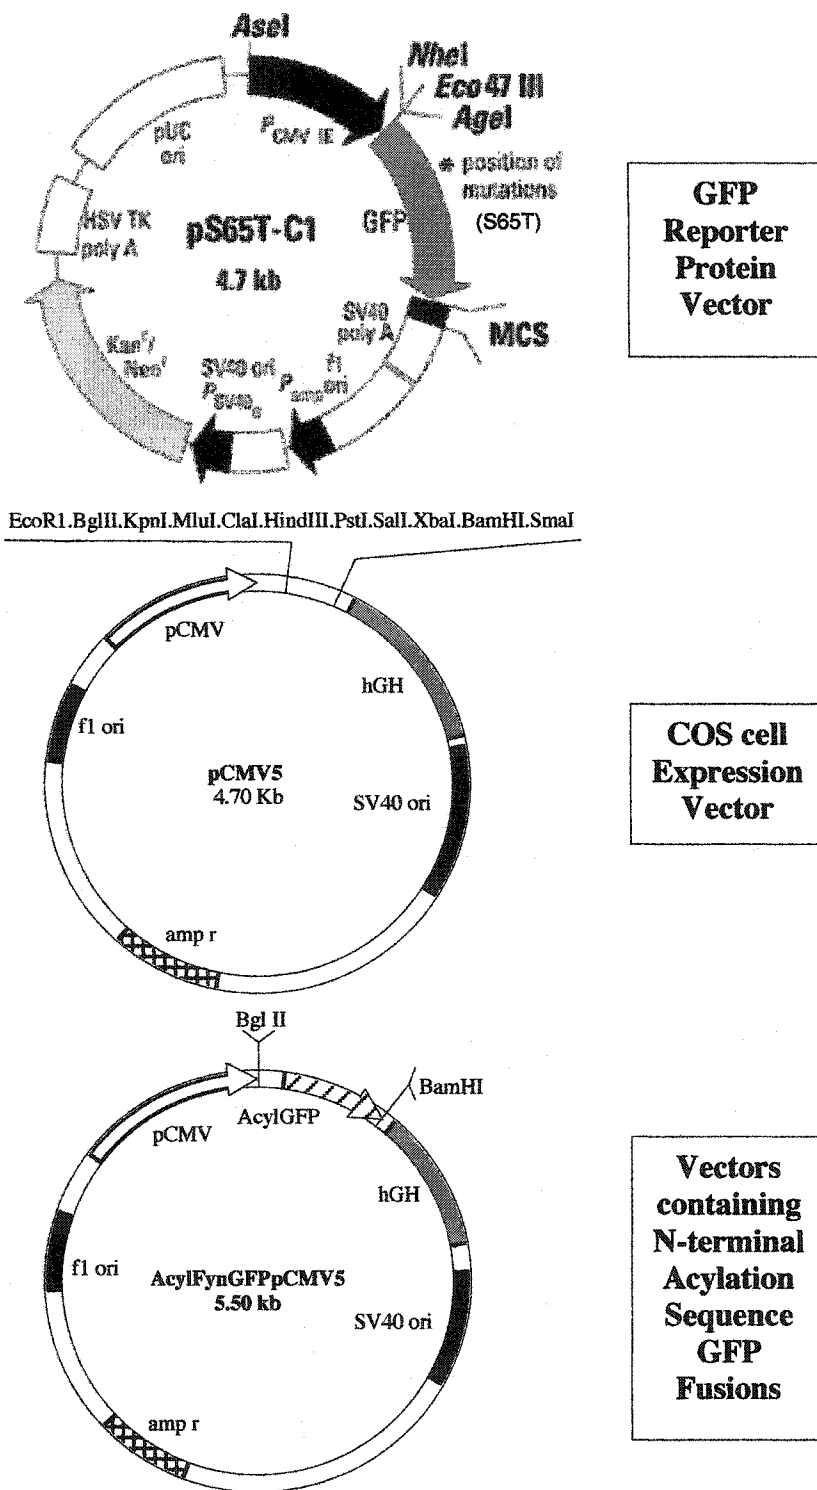 AseI
NheI
Eco47 III
AgeI
PCMV IE
pUC
ori
* position of
mutations
(S65T)
GFP
HSV TK
poly A
pS65T-C1
4.7 kb
SV40
poly A
MCS
Kanr/
Neor
SV40 ori
PSV40e
Pamp
f1
ori
GFP
Reporter
Protein
Vector
EcoR1.BglII.KpnI.MluI.ClaI.HindIII.PstI.SalI.XbaI.BamHI.SmaI
pCMV
hGH
f1 ori
pCMV5
4.70 Kb
SV40 ori
amp r
COS cell
Expression
Vector
Bgl II
BamHI
AcylGFP
pCMV
hGH
f1 ori
AcylFynGFPpCMV5
5.50 kb
SV40 ori
amp r
Vectors
containing
N-terminal
Acylation
Sequence
GFP
Fusions